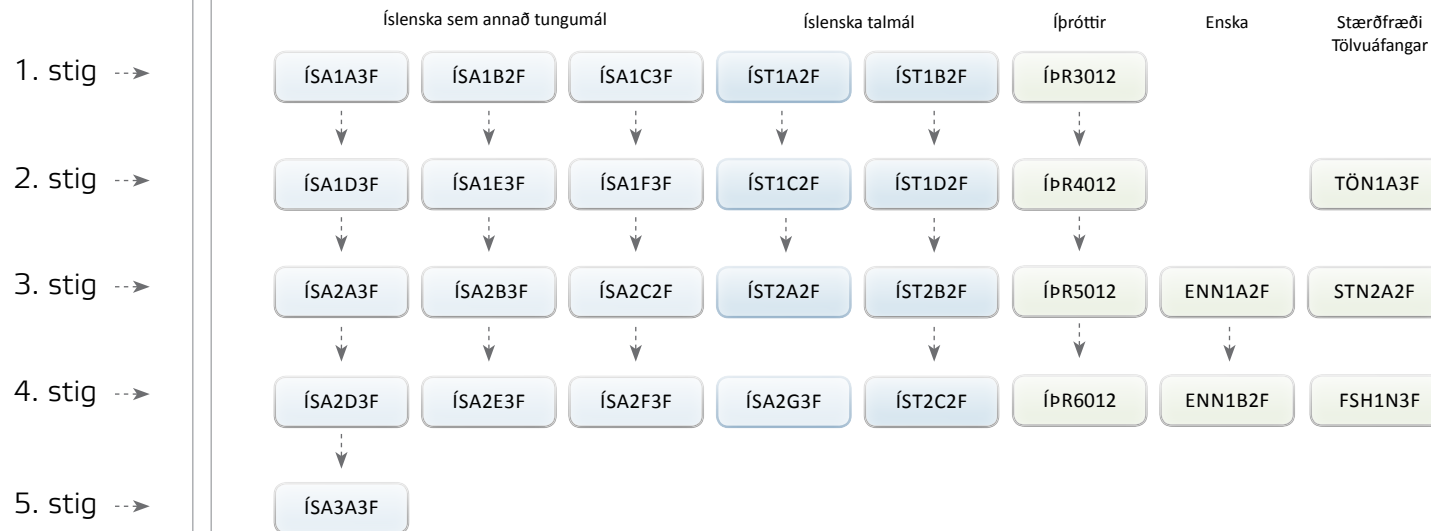 Íslenska sem annað tungumál Íslenska talmál Íþróttir Enska Stærðfræði
Tölvuáfangar
1. stig ÍSA1A3F ÍSA1B2F ÍSA1C3F ÍST1A2F ÍST1B2F ÍÞR3012
2. stig ÍSA1D3F ÍSA1E3F ÍSA1F3F ÍST1C2F ÍST1D2F ÍÞR4012 TÖN1A3F
3. stig ÍSA2A3F ÍSA2B3F ÍSA2C2F ÍST2A2F ÍST2B2F ÍÞR5012 ENN1A2F STN2A2F
4. stig ÍSA2D3F ÍSA2E3F ÍSA2F3F ÍSA2G3F ÍST2C2F ÍÞR6012 ENN1B2F FSH1N3F
5. stig ÍSA3A3F